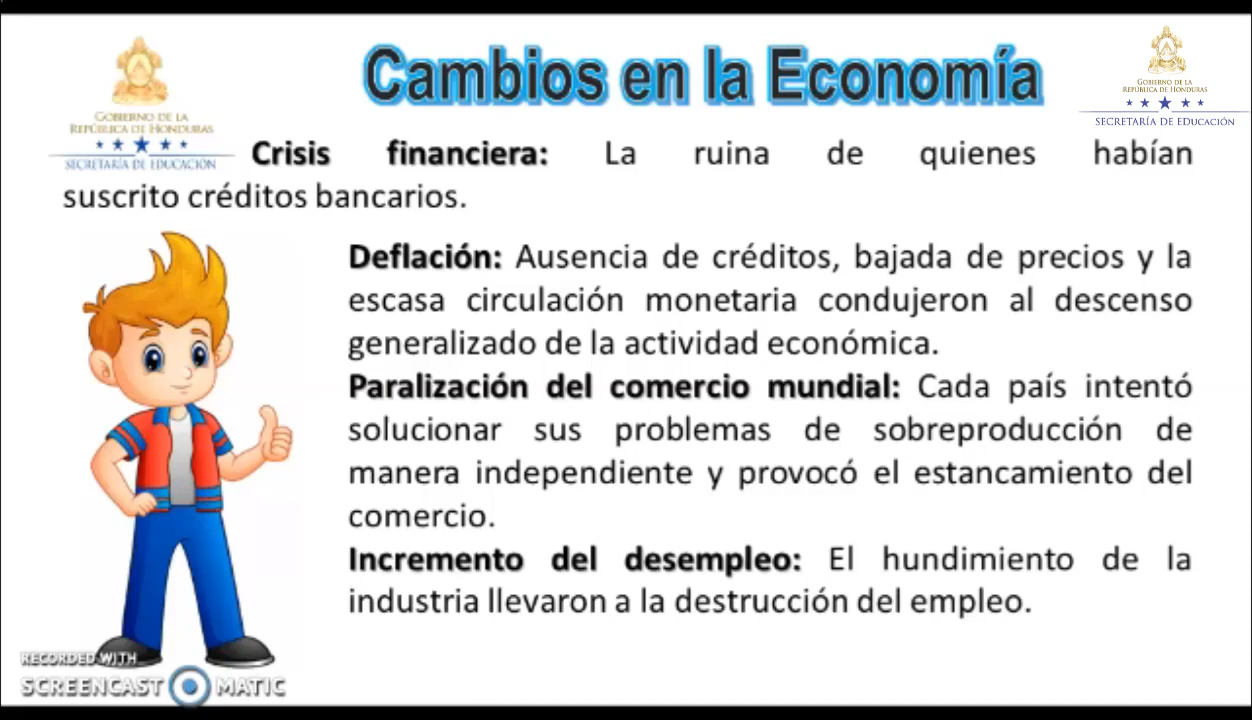 Cambios en la Economía
GOBIERNO DE LA
REPÚBLICA DE HONDURAS
SECRETARÍA DE EDUCACIÓN
GOBIERNO DE LA
REPÚBLICA DE HONDURAS
SECRETARÍA DE EDUCACIÓN
Crisis financiera: La ruina de quienes habían
suscrito créditos bancarios.
Deflación: Ausencia de créditos, bajada de precios y la
escasa circulación monetaria condujeron al descenso
generalizado de la actividad económica.
Paralización del comercio mundial: Cada país intentó
solucionar sus problemas de sobreproducción de
manera independiente y provocó el estancamiento del
comercio.
Incremento del desempleo: El hundimiento de la
industria llevaron a la destrucción del empleo.
RECORDED WITH
SCREENCAST MATIC